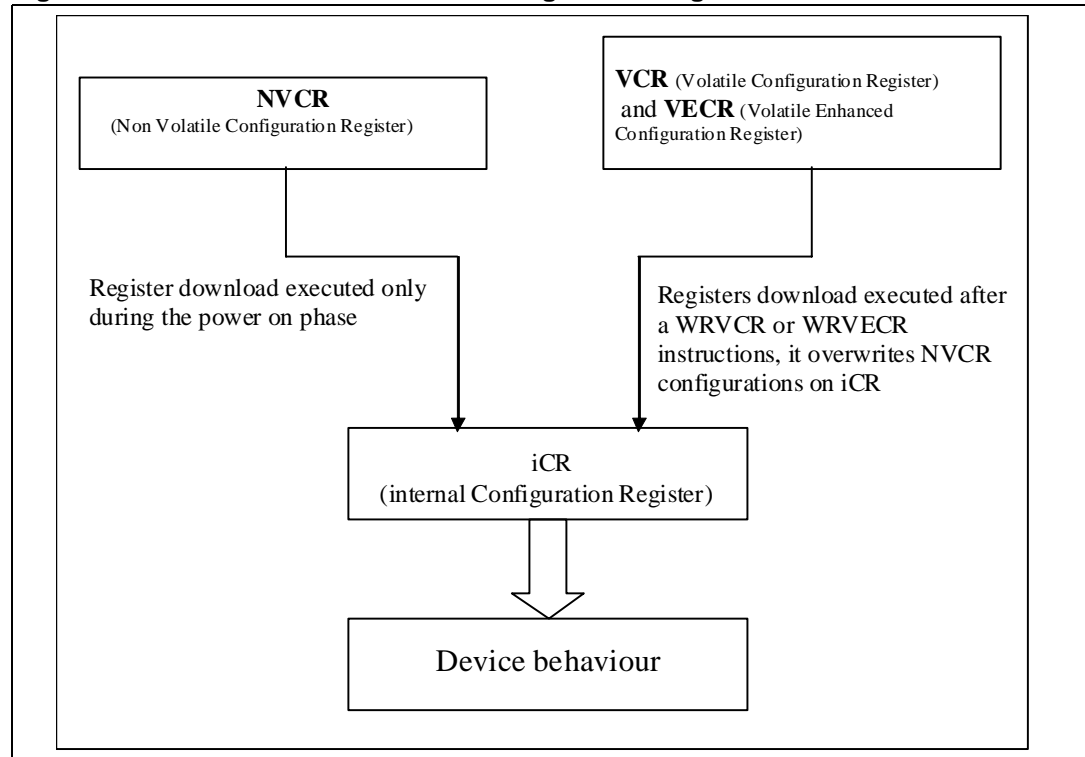 NVCR
(Non Volatile Configuration Register)
VCR (Volatile Configuration Register)
and VECR (Volatile Enhanced
Configuration Register)
Register download executed only
during the power on phase
Registers download executed after
a WRVCR or WRVECR
instructions, it overwrites NVCR
configurations on iCR
iCR
(internal Configuration Register)
Device behaviour